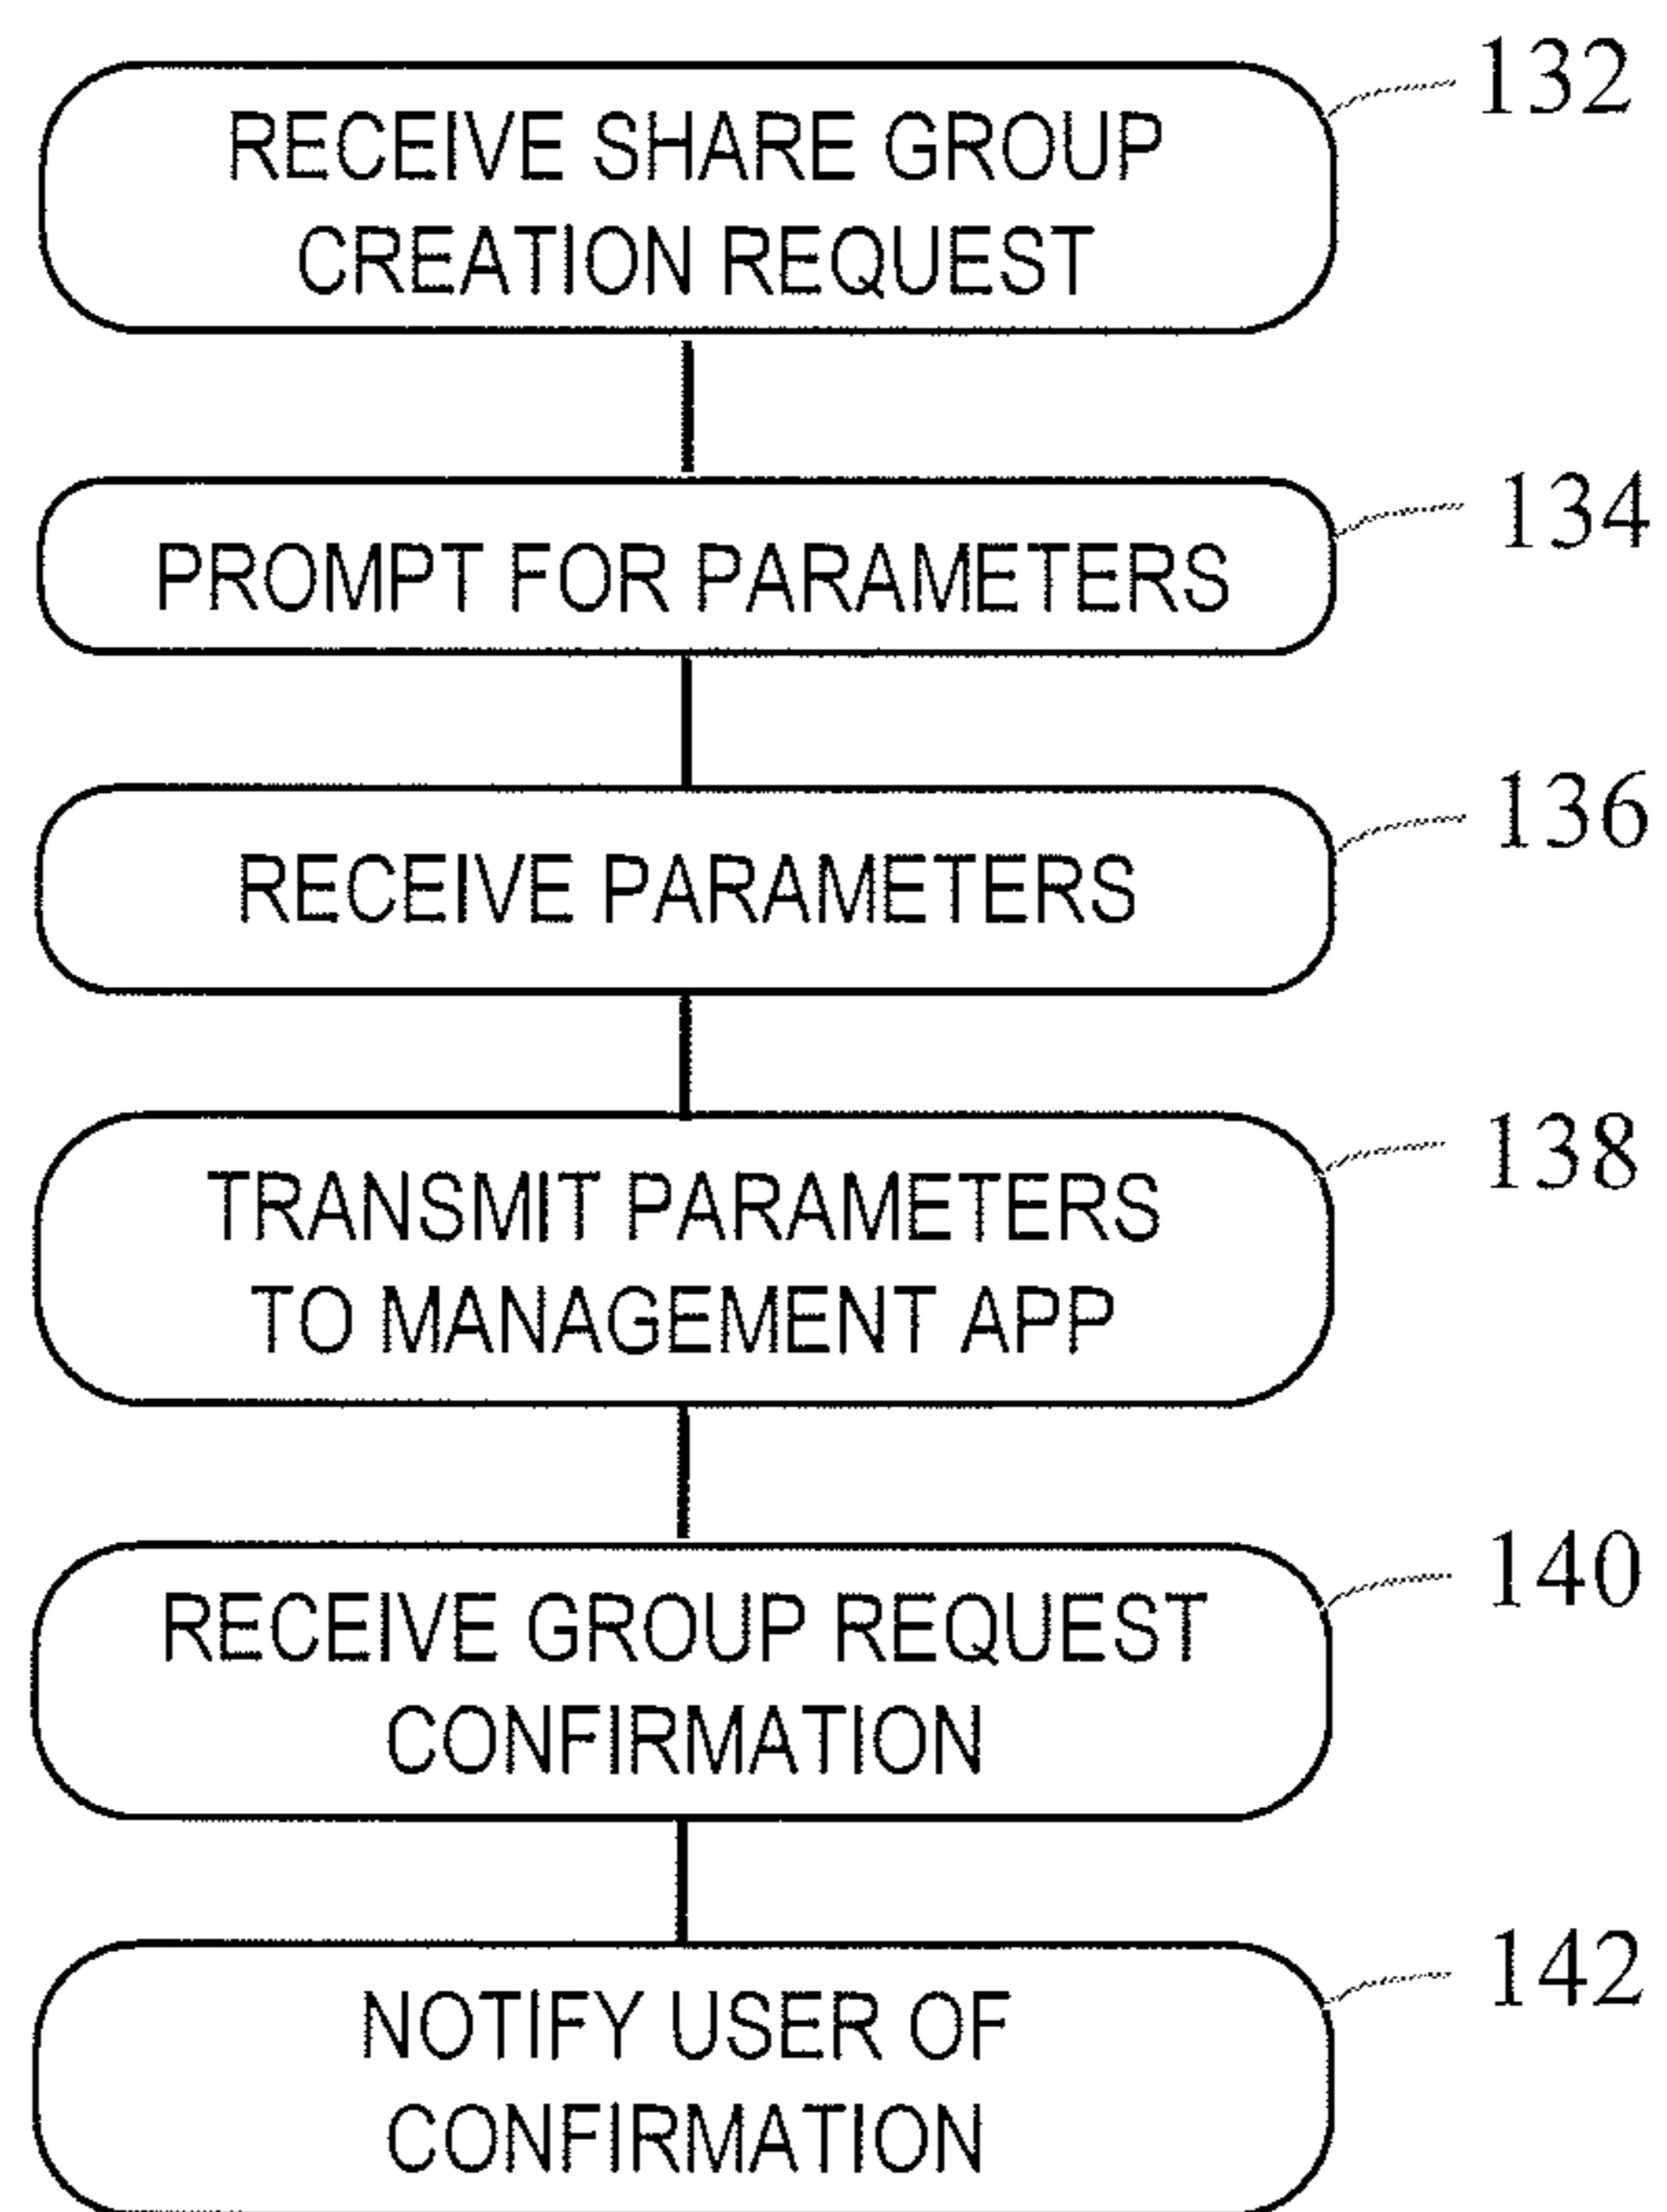 132
RECEIVE SHARE GROUP
CREATION REQUEST
134
PROMPT FOR PARAMETERS
136
RECEIVE PARAMETERS
138
TRANSMIT PARAMETERS
TO MANAGEMENT APP
140
RECEIVE GROUP REQUEST
CONFIRMATION
142
NOTIFY USER OF
CONFIRMATION